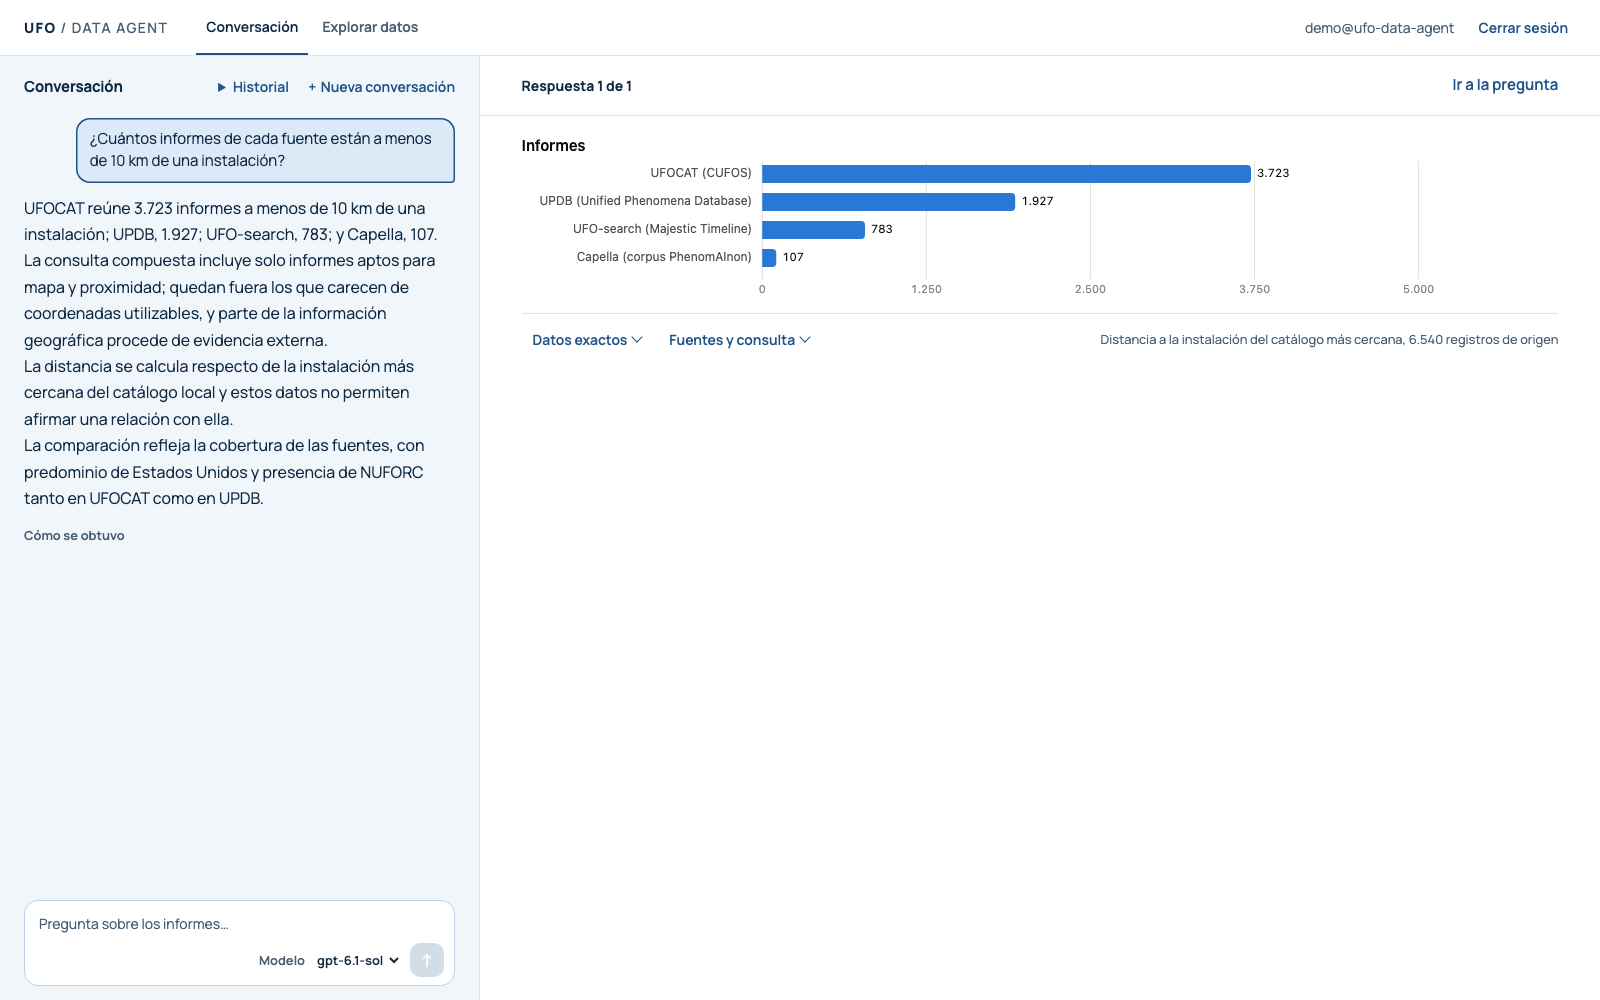 UFO / DATA AGENT
Conversación
Explorar datos
demo@ufo-data-agent
Cerrar sesión
Conversación
▶ Historial
+ Nueva conversación
¿Cuántos informes de cada fuente están a menos
de 10 km de una instalación?
UFOCAT reúne 3.723 informes a menos de 10 km de una
instalación; UPDB, 1.927; UFO-search, 783; y Capella, 107.
La consulta compuesta incluye solo informes aptos para
mapa y proximidad; quedan fuera los que carecen de
coordenadas utilizables, y parte de la información
geográfica procede de evidencia externa.
La distancia se calcula respecto de la instalación más
cercana del catálogo local y estos datos no permiten
afirmar una relación con ella.
La comparación refleja la cobertura de las fuentes, con
predominio de Estados Unidos y presencia de NUFORC
tanto en UFOCAT como en UPDB.
Cómo se obtuvo
Pregunta sobre los informes…
Modelo gpt-6.1-sol
Respuesta 1 de 1
Ir a la pregunta
Informes
UFOCAT (CUFOS) 3.723
UPDB (Unified Phenomena Database) 1.927
UFO-search (Majestic Timeline) 783
Capella (corpus PhenomAInon) 107
0 1.250 2.500 3.750 5.000
Datos exactos
Fuentes y consulta
Distancia a la instalación del catálogo más cercana, 6.540 registros de origen